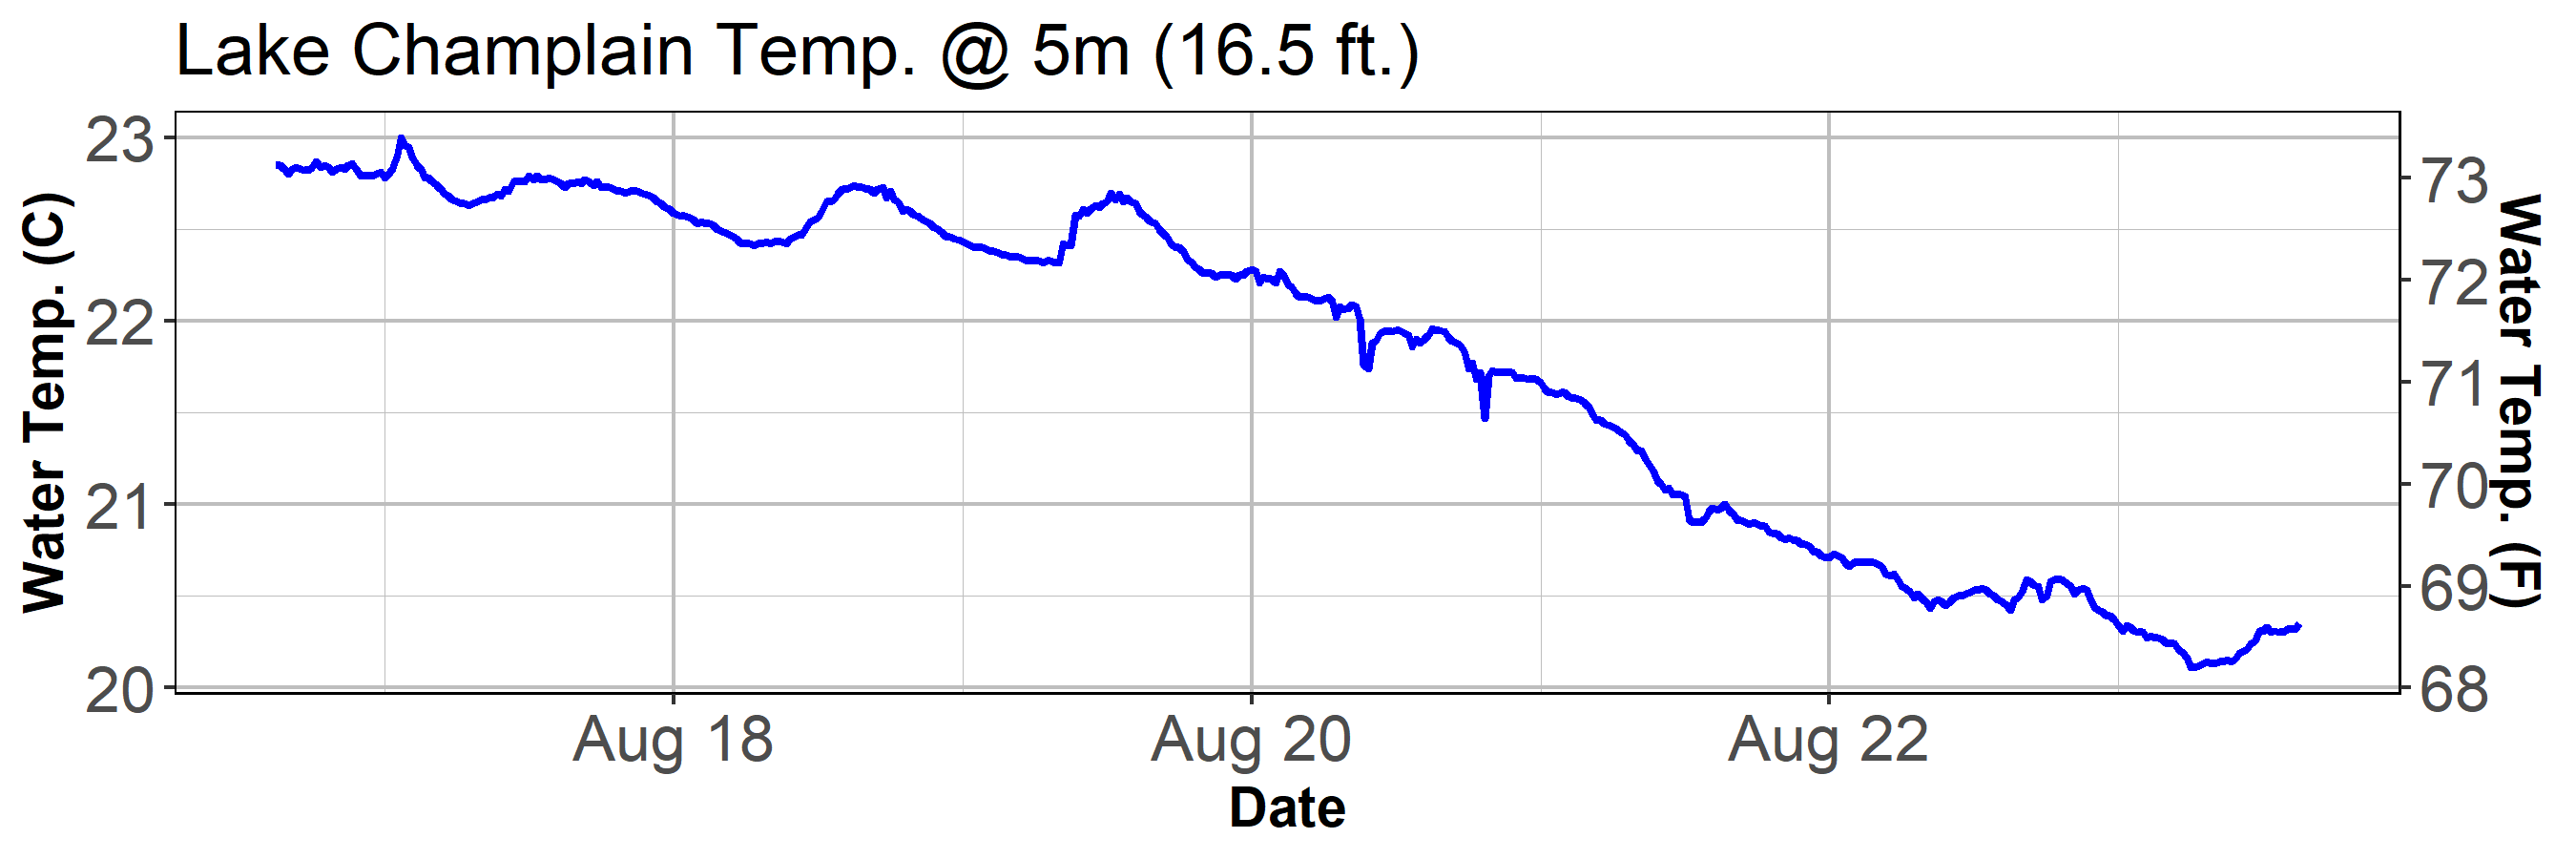 Lake Champlain Temp. @ 5m (16.5 ft.)
Water Temp. (C)
23
22
21
20
73
72
71
70
69
68
Water Temp. (F)
Aug 18
Aug 20
Aug 22
Date